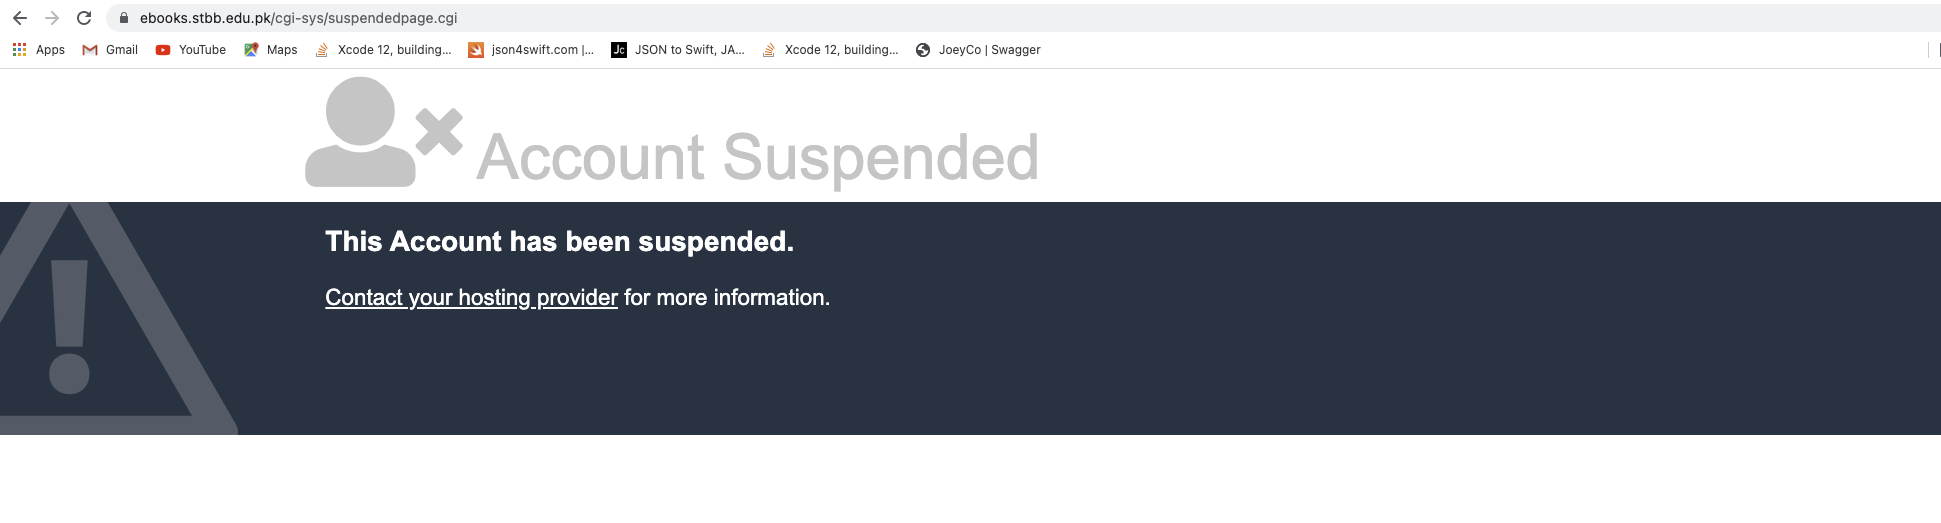 ebooks.stbb.edu.pk/cgi-sys/suspendedpage.cgi
Apps Gmail YouTube Maps Xcode 12, building... json4swift.com |... Jc JSON to Swift, JA... Xcode 12, building... JoeyCo | Swagger
Account Suspended
This Account has been suspended.
Contact your hosting provider for more information.